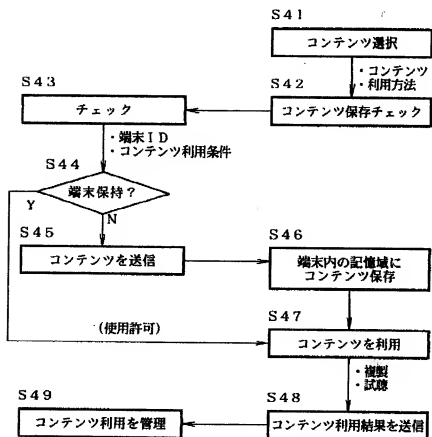 S41
コンテンツ選択
・コンテンツ
・利用方法
S42
コンテンツ保存チェック
S43
チェック
・端末ID
・コンテンツ利用条件
S44
端末保持？
Y
N
S45
コンテンツを送信
S46
端末内の記憶域に
コンテンツ保存
S47
(使用許可)
コンテンツを利用
・複製
・試聴
S48
コンテンツ利用結果を送信
S49
コンテンツ利用を管理